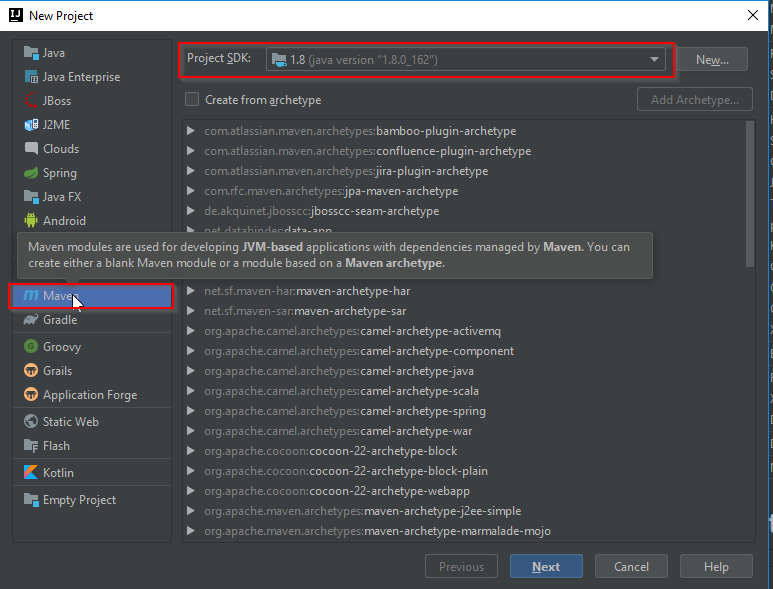 New Project
Java
Java Enterprise
JBoss
J2ME
Clouds
Spring
Java FX
Android
Maven
Gradle
Groovy
Grails
Application Forge
Static Web
Flash
Kotlin
Empty Project
Project SDK: 1.8 (java version "1.8.0_162") New...
Create from archetype Add Archetype...
com.atlassian.maven.archetypes:bamboo-plugin-archetype
com.atlassian.maven.archetypes:confluence-plugin-archetype
com.atlassian.maven.archetypes:jira-plugin-archetype
com.rfc.maven.archetypes:jpa-maven-archetype
de.akquinet.jbosscc:jbosscc-seam-archetype
net.databinder:data-app
Maven modules are used for developing JVM-based applications with dependencies managed by Maven. You can
create either a blank Maven module or a module based on a Maven archetype.
net.sf.maven-har:maven-archetype-har
net.sf.maven-sar:maven-archetype-sar
org.apache.camel.archetypes:camel-archetype-activemq
org.apache.camel.archetypes:camel-archetype-component
org.apache.camel.archetypes:camel-archetype-java
org.apache.camel.archetypes:camel-archetype-scala
org.apache.camel.archetypes:camel-archetype-spring
org.apache.camel.archetypes:camel-archetype-war
org.apache.cocoon:cocoon-22-archetype-block
org.apache.cocoon:cocoon-22-archetype-block-plain
org.apache.cocoon:cocoon-22-archetype-webapp
org.apache.maven.archetypes:maven-archetype-j2ee-simple
org.apache.maven.archetypes:maven-archetype-marmalade-mojo
Previous Next Cancel Help